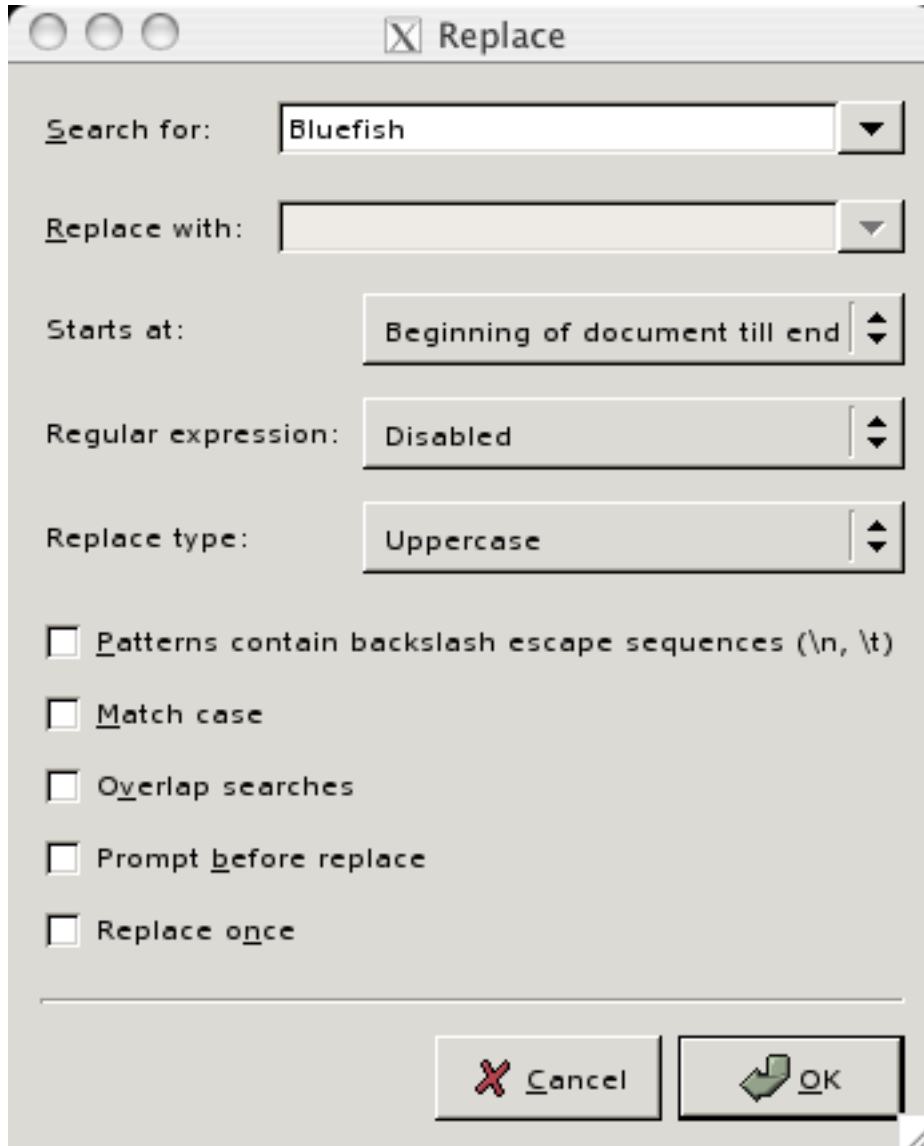 Replace
Search for: Bluefish
Replace with:
Starts at: Beginning of document till end
Regular expression: Disabled
Replace type: Uppercase
Patterns contain backslash escape sequences (\n, \t)
Match case
Overlap searches
Prompt before replace
Replace once
Cancel OK